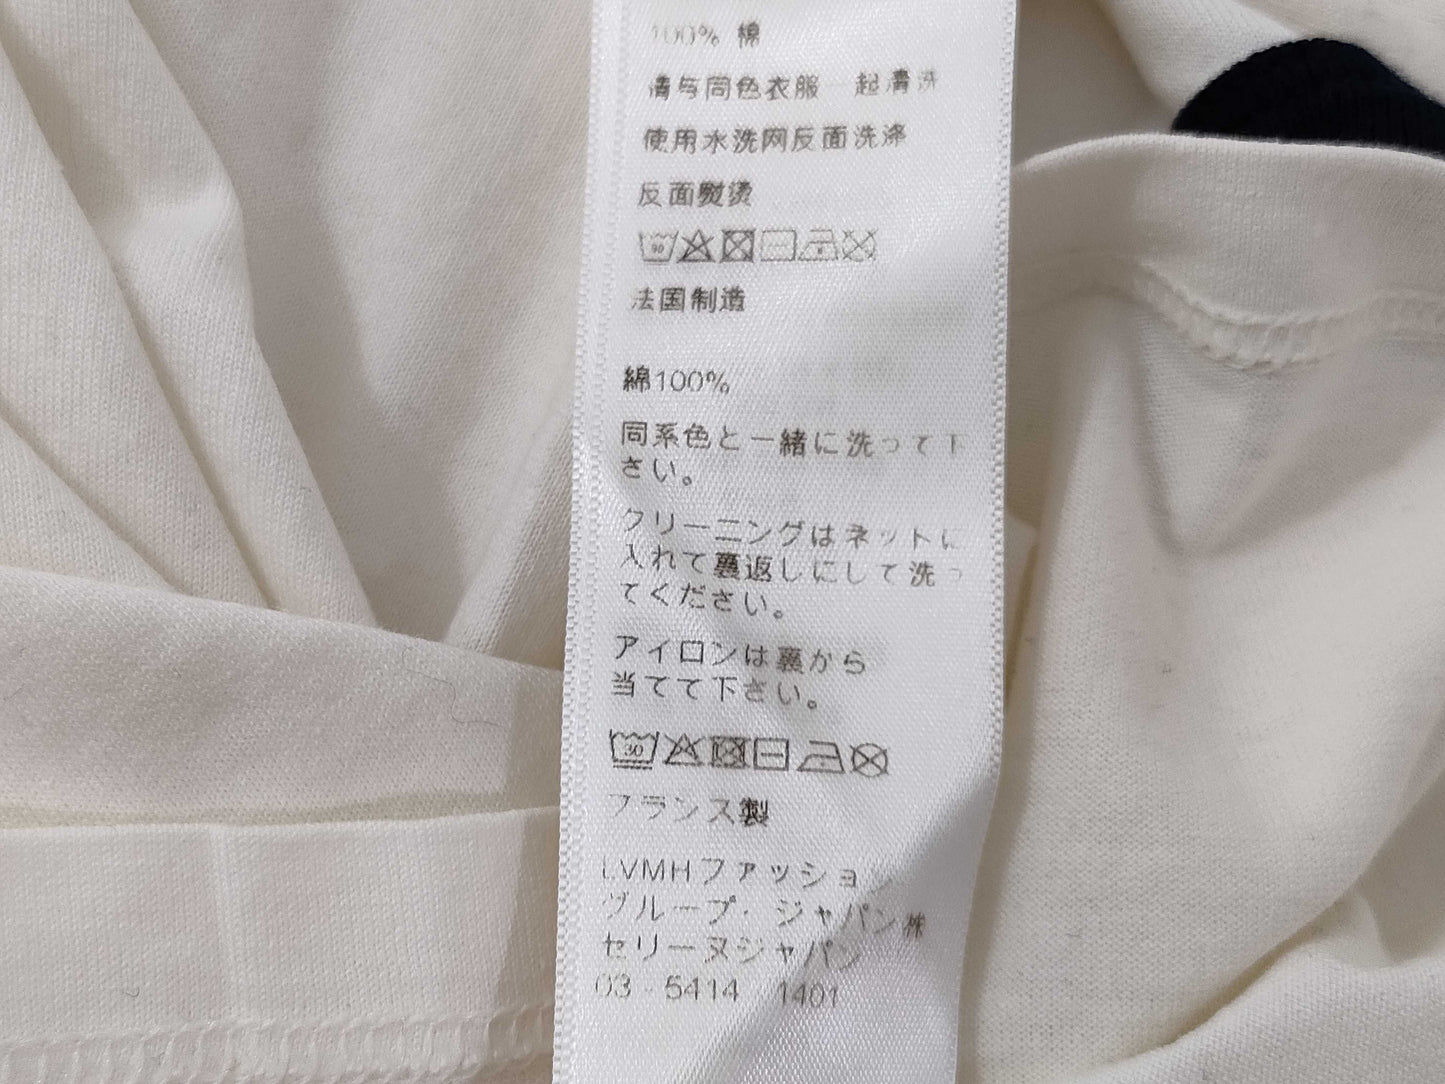 100% 棉
请与同色衣服一起清洗
使用水洗网反面洗涤
反面熨烫
法国制造
綿100%
同系色と一緒に洗って下
さい。
クリーニングはネットに
入れて裏返しにして洗っ
てください。
アイロンは裏から
当てて下さい。
30
フランス製
LVMHファッション
グループ・ジャパン㈱
セリーヌジャパン
03-5414 1401